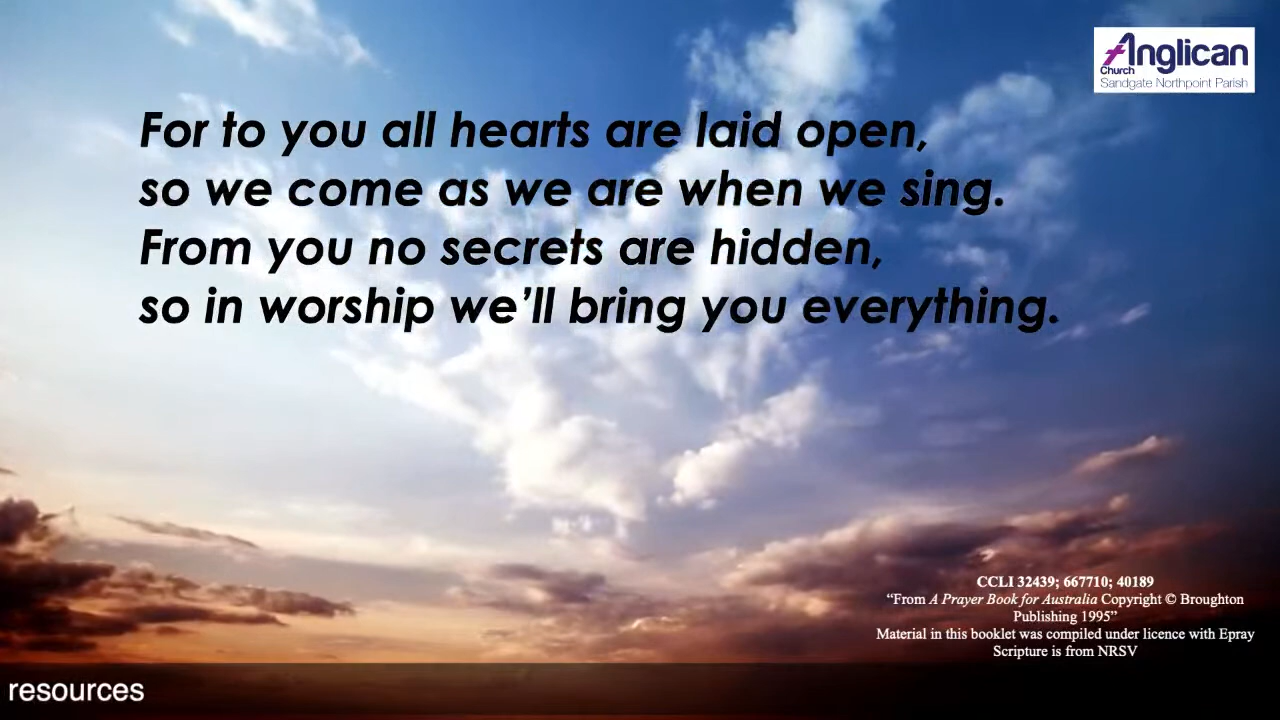 Anglican
Church
Sandgate Northpoint Parish
For to you all hearts are laid open,
so we come as we are when we sing.
From you no secrets are hidden,
so in worship we’ll bring you everything.
CCLI 32439; 667710; 40189
“From A Prayer Book for Australia Copyright © Broughton
Publishing 1995”
Material in this booklet was compiled under licence with Epray
Scripture is from NRSV
resources